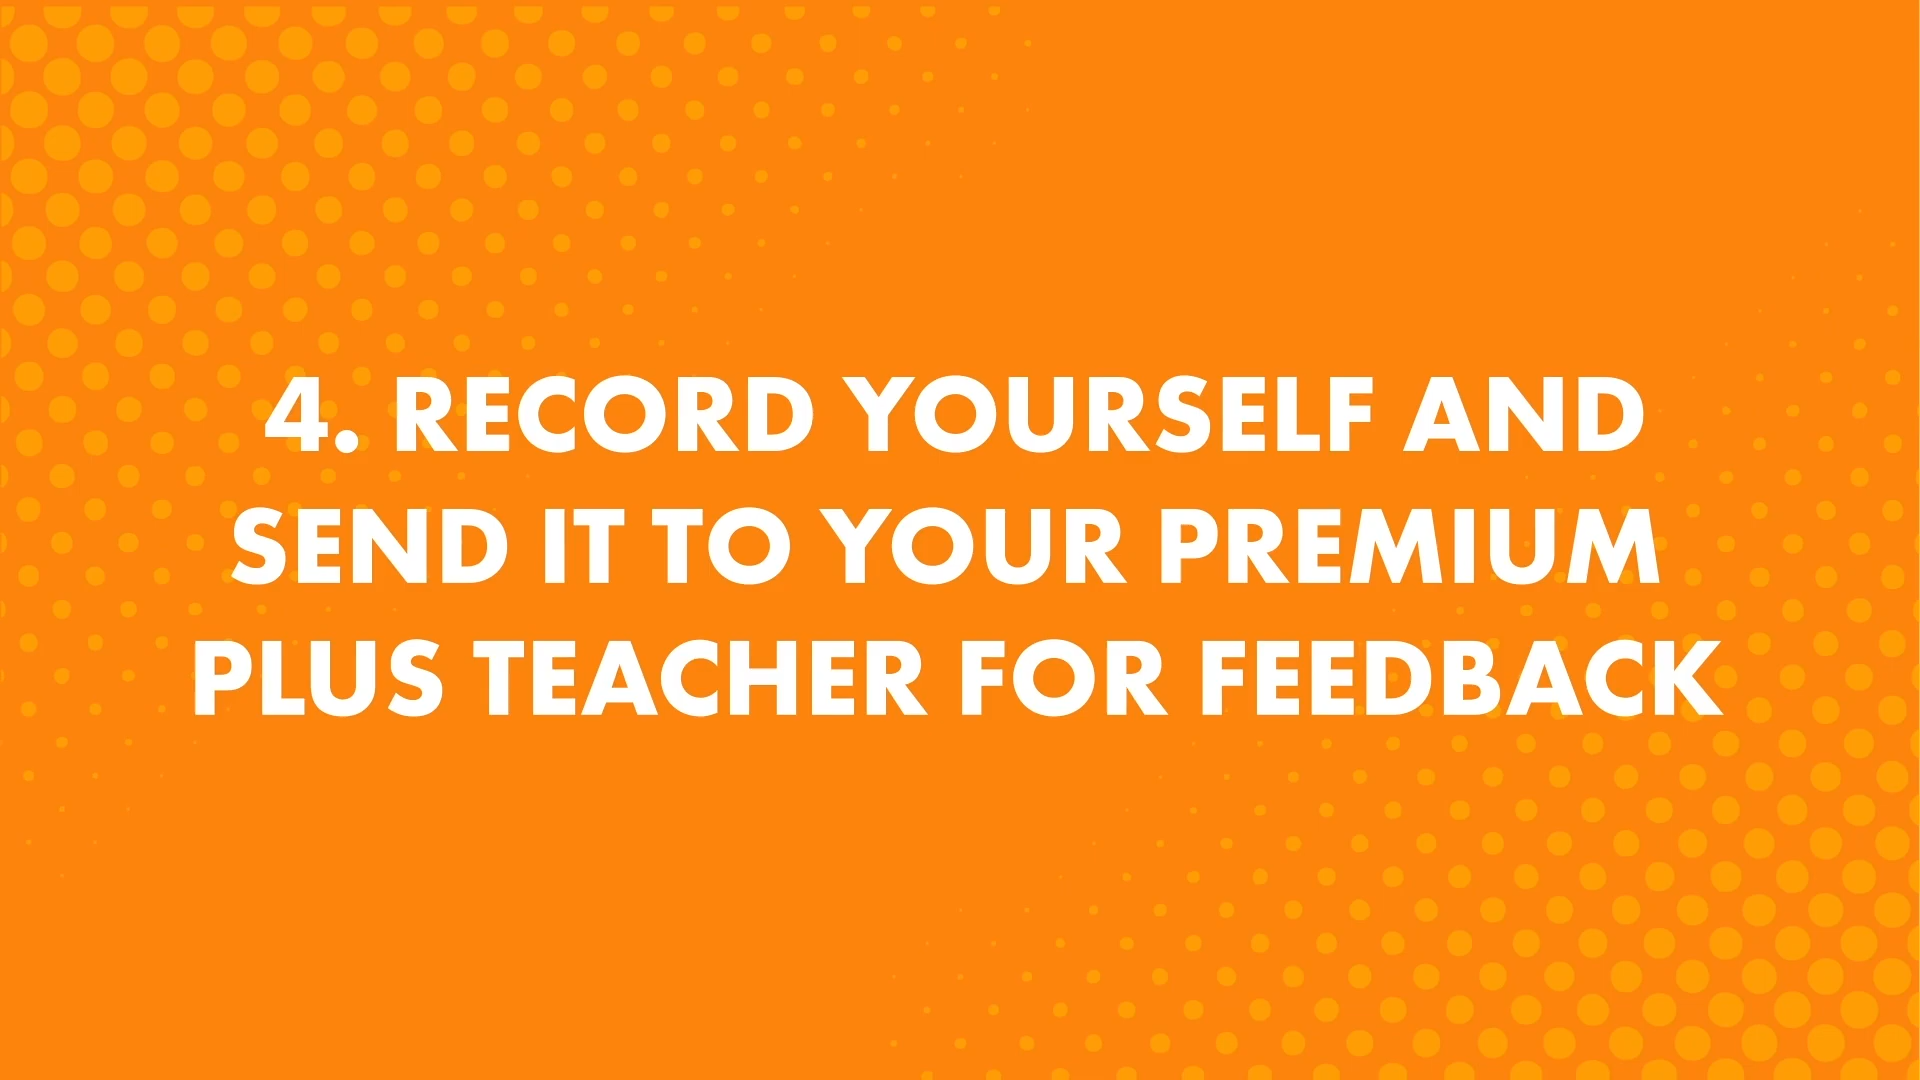 4. RECORD YOURSELF AND
SEND IT TO YOUR PREMIUM
PLUS TEACHER FOR FEEDBACK